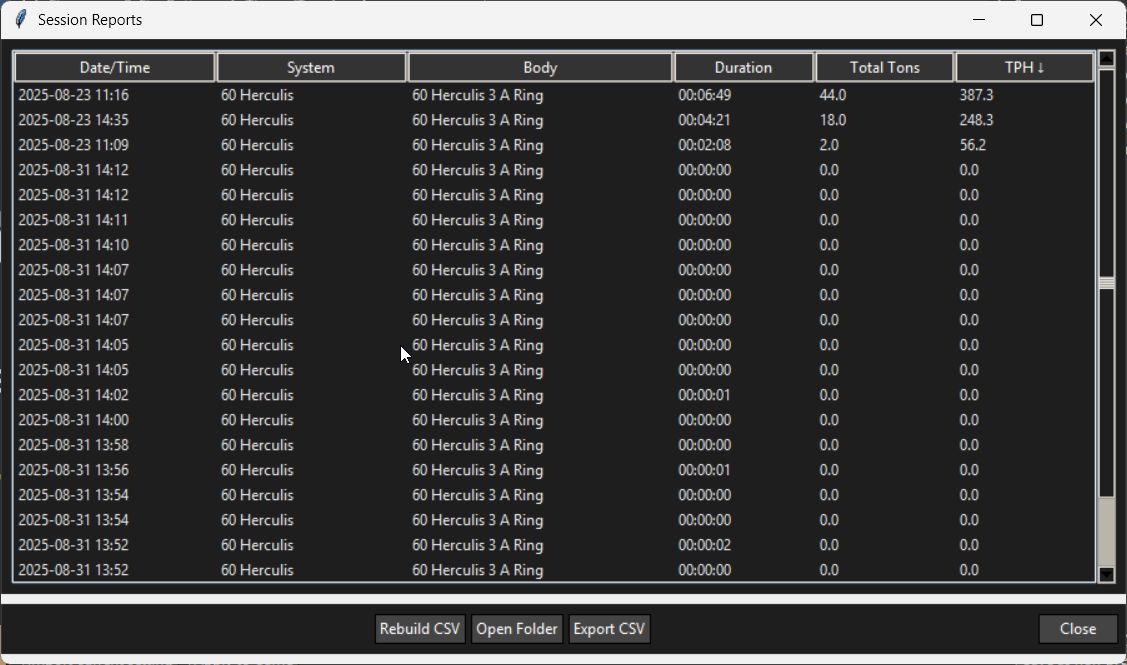 Session Reports
Date/Time System Body Duration Total Tons TPH ↓
2025-08-23 11:16 60 Herculis 60 Herculis 3 A Ring 00:06:49 44.0 387.3
2025-08-23 14:35 60 Herculis 60 Herculis 3 A Ring 00:04:21 18.0 248.3
2025-08-23 11:09 60 Herculis 60 Herculis 3 A Ring 00:02:08 2.0 56.2
2025-08-31 14:12 60 Herculis 60 Herculis 3 A Ring 00:00:00 0.0 0.0
2025-08-31 14:12 60 Herculis 60 Herculis 3 A Ring 00:00:00 0.0 0.0
2025-08-31 14:11 60 Herculis 60 Herculis 3 A Ring 00:00:00 0.0 0.0
2025-08-31 14:10 60 Herculis 60 Herculis 3 A Ring 00:00:00 0.0 0.0
2025-08-31 14:07 60 Herculis 60 Herculis 3 A Ring 00:00:00 0.0 0.0
2025-08-31 14:07 60 Herculis 60 Herculis 3 A Ring 00:00:00 0.0 0.0
2025-08-31 14:07 60 Herculis 60 Herculis 3 A Ring 00:00:00 0.0 0.0
2025-08-31 14:05 60 Herculis 60 Herculis 3 A Ring 00:00:00 0.0 0.0
2025-08-31 14:05 60 Herculis 60 Herculis 3 A Ring 00:00:00 0.0 0.0
2025-08-31 14:02 60 Herculis 60 Herculis 3 A Ring 00:00:01 0.0 0.0
2025-08-31 14:00 60 Herculis 60 Herculis 3 A Ring 00:00:00 0.0 0.0
2025-08-31 13:58 60 Herculis 60 Herculis 3 A Ring 00:00:00 0.0 0.0
2025-08-31 13:56 60 Herculis 60 Herculis 3 A Ring 00:00:01 0.0 0.0
2025-08-31 13:54 60 Herculis 60 Herculis 3 A Ring 00:00:00 0.0 0.0
2025-08-31 13:54 60 Herculis 60 Herculis 3 A Ring 00:00:00 0.0 0.0
2025-08-31 13:52 60 Herculis 60 Herculis 3 A Ring 00:00:02 0.0 0.0
2025-08-31 13:52 60 Herculis 60 Herculis 3 A Ring 00:00:00 0.0 0.0
Rebuild CSV Open Folder Export CSV Close